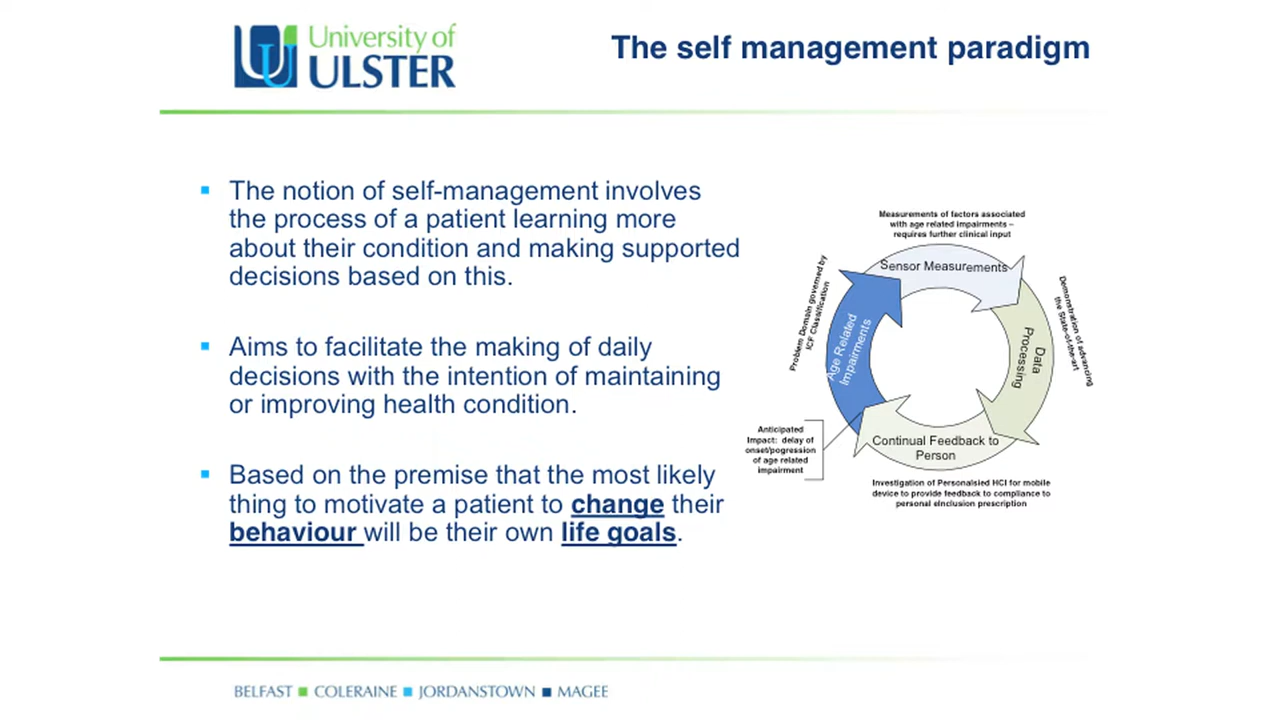 University of
ULSTER
The self management paradigm
The notion of self-management involves
the process of a patient learning more
about their condition and making supported
decisions based on this.
Aims to facilitate the making of daily
decisions with the intention of maintaining
or improving health condition.
Based on the premise that the most likely
thing to motivate a patient to change their
behaviour will be their own life goals.
Measurements of factors associated
with age related impairments –
requires further clinical input
Sensor Measurements
Demonstration of advancing
the State-of-the-art
Data
Processing
Continual Feedback to
Person
Investigation of Personalsied HCI for mobile
device to provide feedback to compliance to
personal eInclusion prescription
Anticipated
Impact: delay of
onset/pogression
of age related
impairment
Age Related
Impairments
Problem Domain governed by
ICF Classification
BELFAST ■ COLERAINE ■ JORDANSTOWN ■ MAGEE